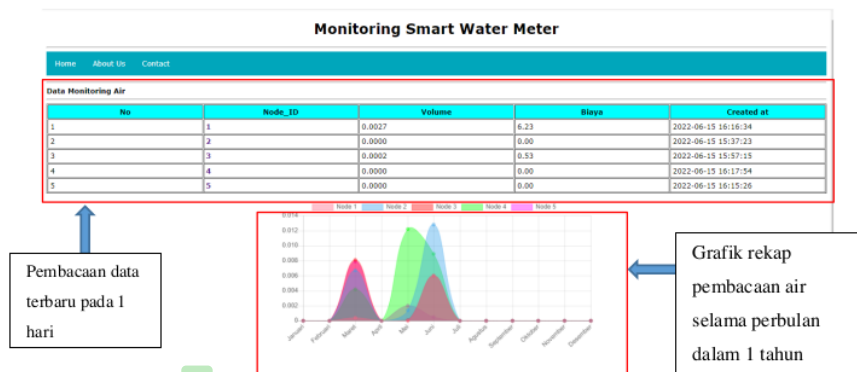 Monitoring Smart Water Meter
Home About Us Contact
Data Monitoring Air
No Node_ID Volume Biaya Created at
1 1 0.0027 6.23 2022-06-15 16:16:34
2 2 0.0000 0.00 2022-06-15 15:37:23
3 3 0.0002 0.53 2022-06-15 15:57:15
4 4 0.0000 0.00 2022-06-15 16:17:54
5 5 0.0000 0.00 2022-06-15 16:15:26
Node 1 Node 2 Node 3 Node 4 Node 5
0.014
0.012
0.010
0.008
0.006
0.004
0.002
0
Januari Februari Maret April Mei Juni Juli Agustus September Oktober November Desember
Pembacaan data
terbaru pada 1
hari
Grafik rekap
pembacaan air
selama perbulan
dalam 1 tahun